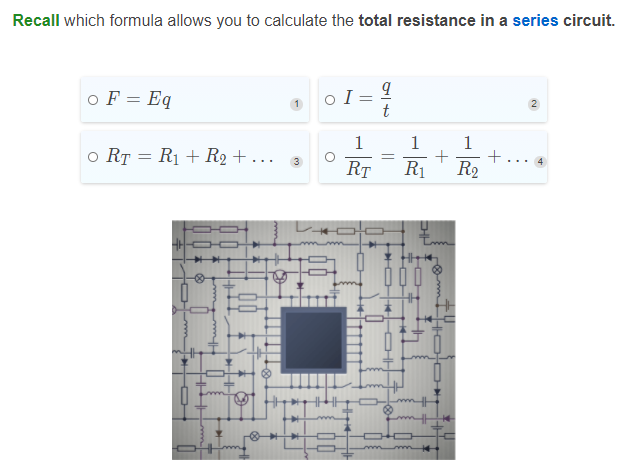 Recall which formula allows you to calculate the total resistance in a series circuit.
F = Eq 1
I = q/t 2
R_T = R_1 + R_2 + ... 3
1/R_T = 1/R_1 + 1/R_2 + ... 4